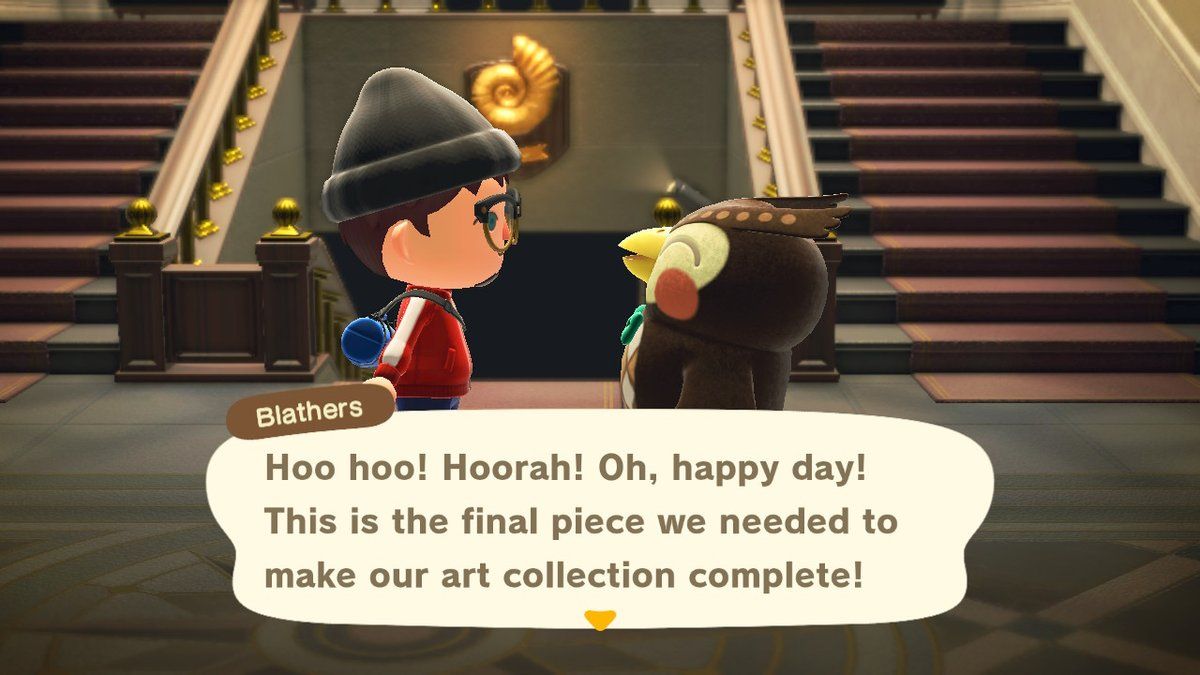 Blathers
Hoo hoo! Hoorah! Oh, happy day!
This is the final piece we needed to
make our art collection complete!